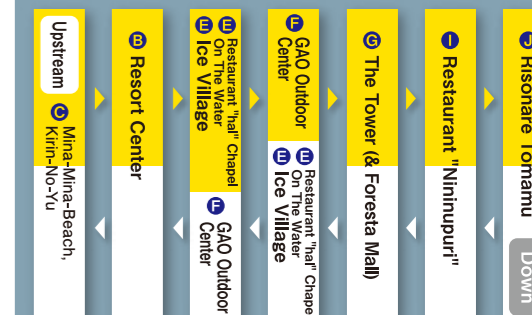 Upstream
C Mina-Mina-Beach,
Kirin-No-Yu
B Resort Center
D Restaurant "hal" Chapel
On The Water
E Ice Village
F GAO Outdoor
Center
F GAO Outdoor
Center
D Restaurant "hal" Chape
On The Water
E Ice Village
G The Tower (& Foresta Mall)
I Restaurant "Nininupuri"
J Risonare Tomamu
Down